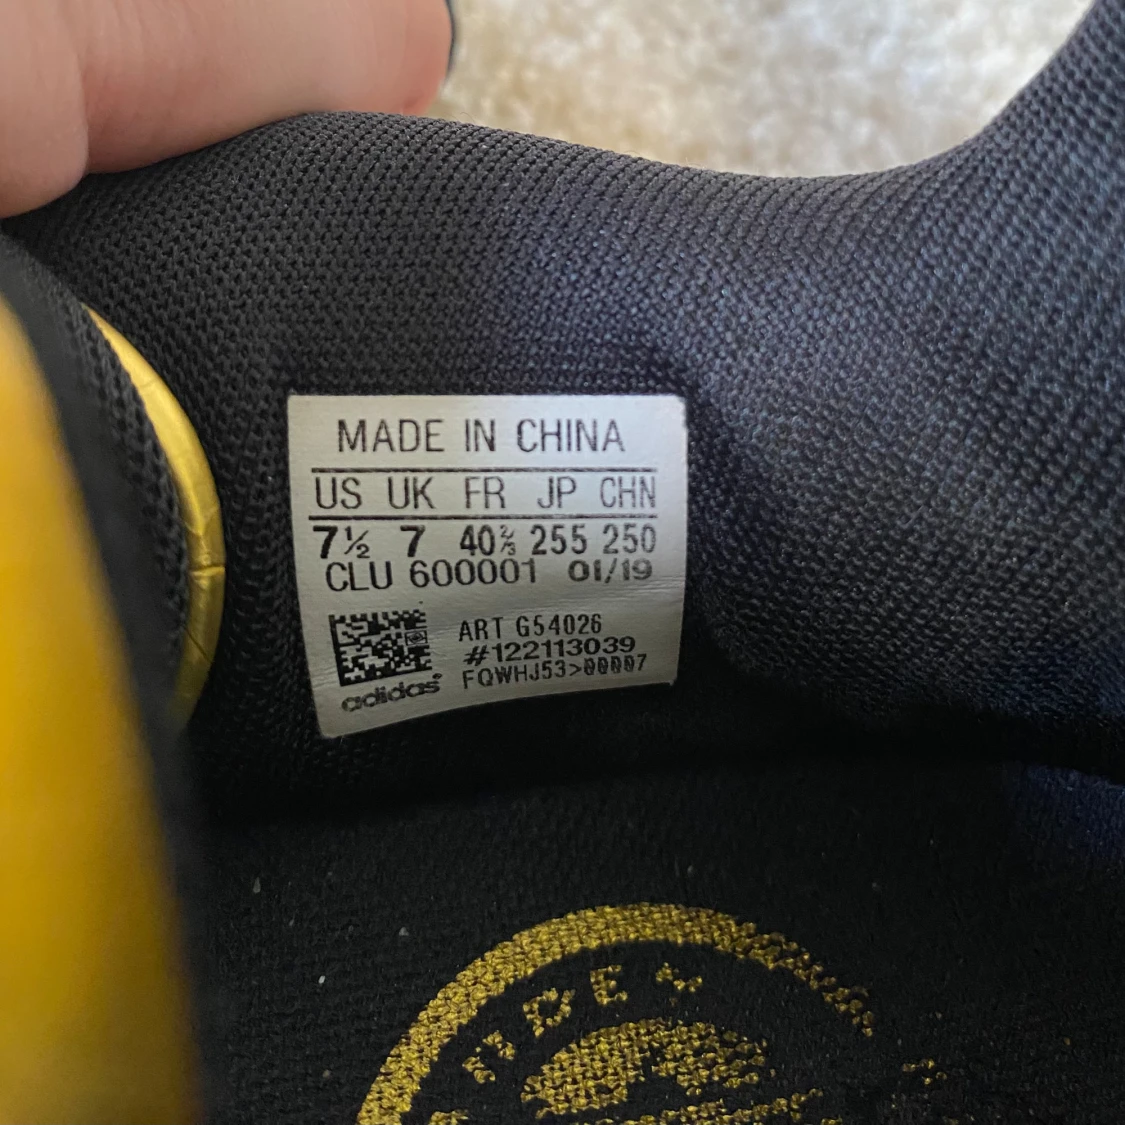 MADE IN CHINA
US UK FR JP CHN
7½ 7 40⅔ 255 250
CLU 600001 01/19
ART G54026
#122113039
FQWHJ53>00007
adidas